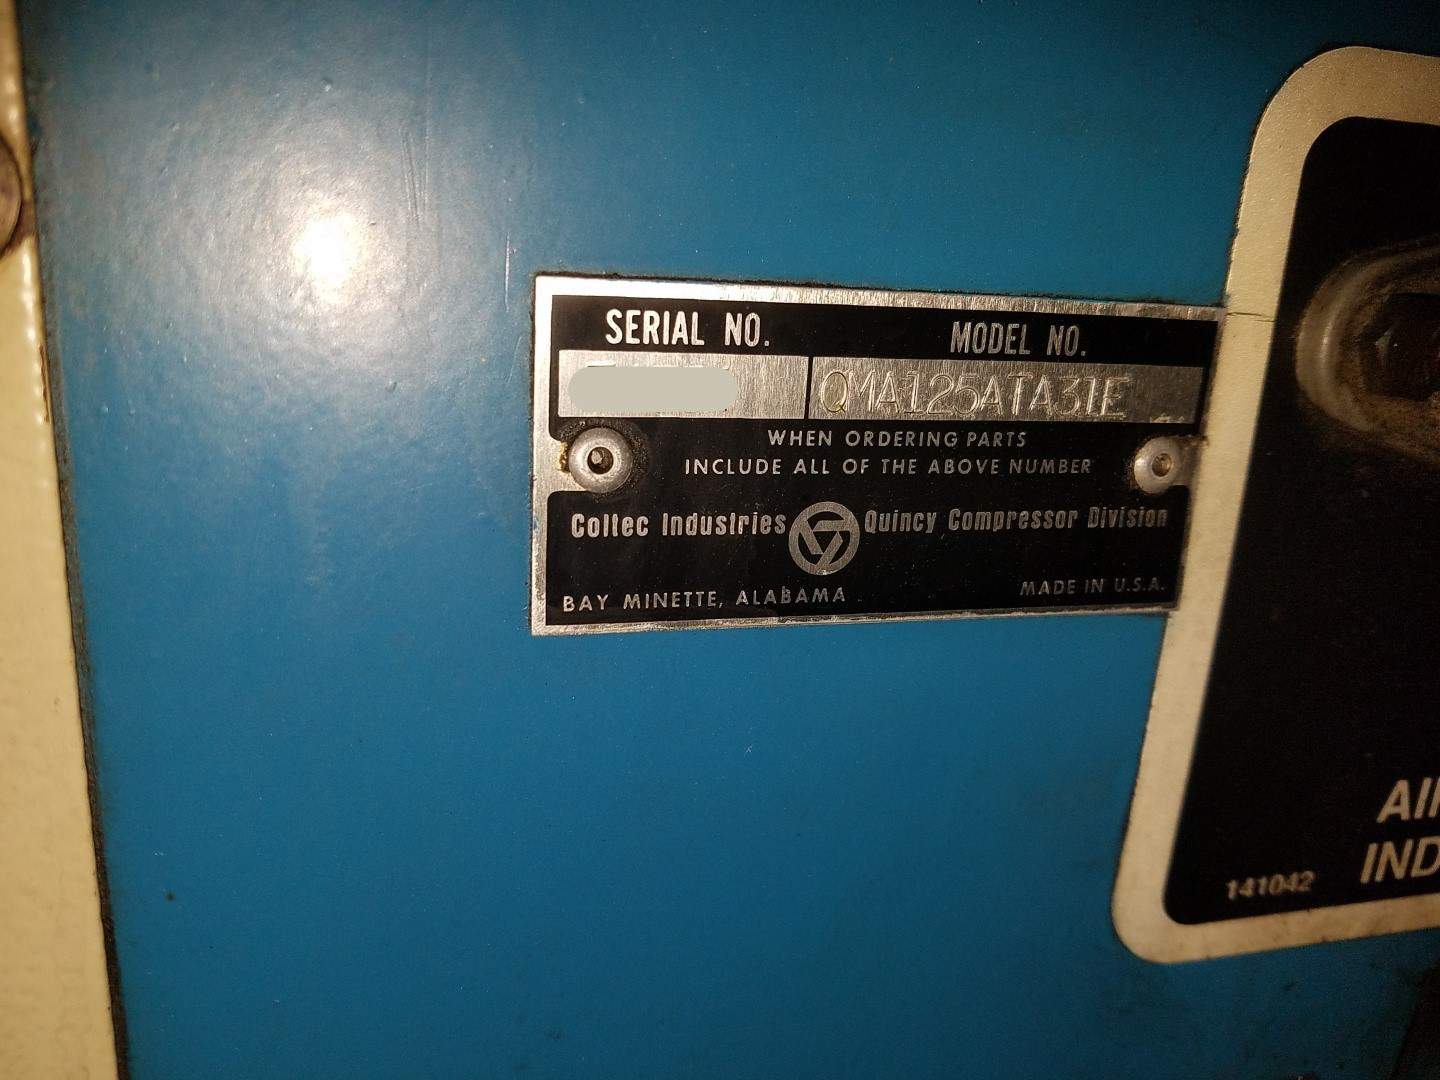 SERIAL NO. MODEL NO.
QMA125ATA31E
WHEN ORDERING PARTS
INCLUDE ALL OF THE ABOVE NUMBER
Coltec Industries Quincy Compressor Division
BAY MINETTE, ALABAMA MADE IN U.S.A.
AI
IND
141042